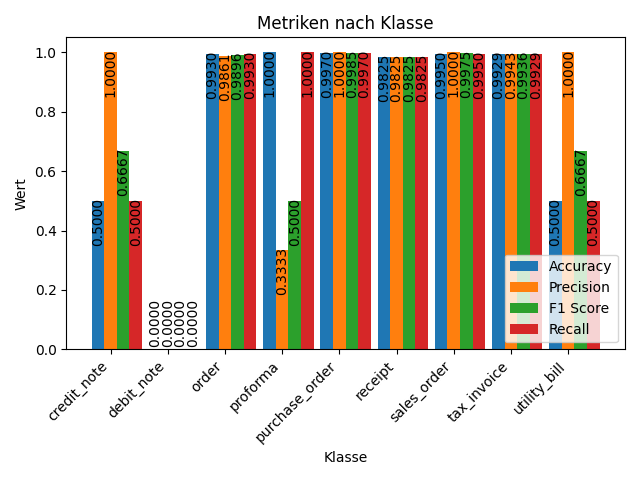 Metriken nach Klasse
Wert
1.0
0.8
0.6
0.4
0.2
0.0
0.5000
1.0000
0.6667
0.5000
0.0000
0.0000
0.0000
0.0000
0.9930
0.9861
0.9896
0.9930
1.0000
0.3333
0.5000
1.0000
0.9970
1.0000
0.9985
0.9970
0.9825
0.9825
0.9825
0.9825
0.9950
1.0000
0.9975
0.9950
0.9929
0.9943
0.9936
0.9929
0.5000
1.0000
0.6667
0.5000
Accuracy
Precision
F1 Score
Recall
credit_note
debit_note
order
proforma
purchase_order
receipt
sales_order
tax_invoice
utility_bill
Klasse